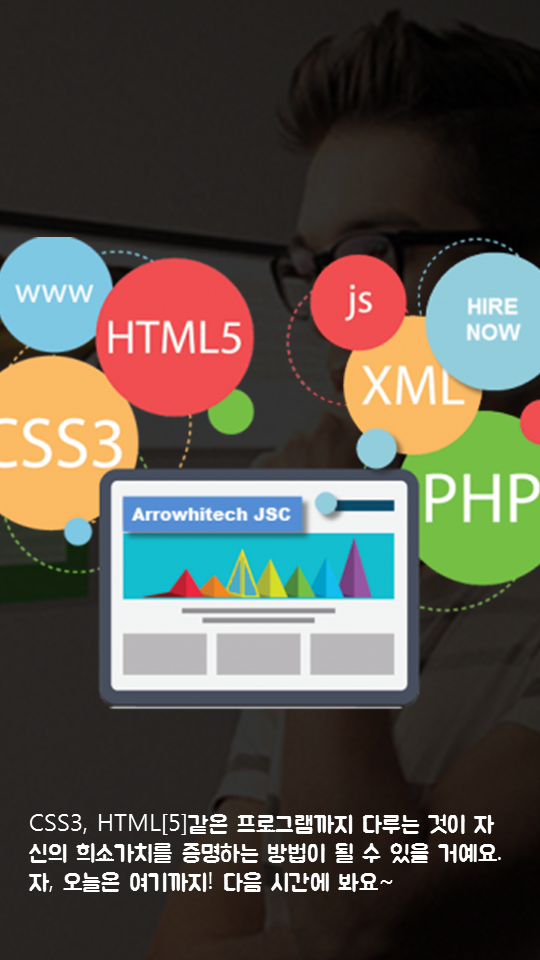 www
HTML5
CSS3
js
HIRE
NOW
XML
PHP
Arrowhitech JSC
CSS3, HTML[5]같은 프로그램까지 다루는 것이 자
신의 희소가치를 증명하는 방법이 될 수 있을 거예요.
자, 오늘은 여기까지! 다음 시간에 봐요~